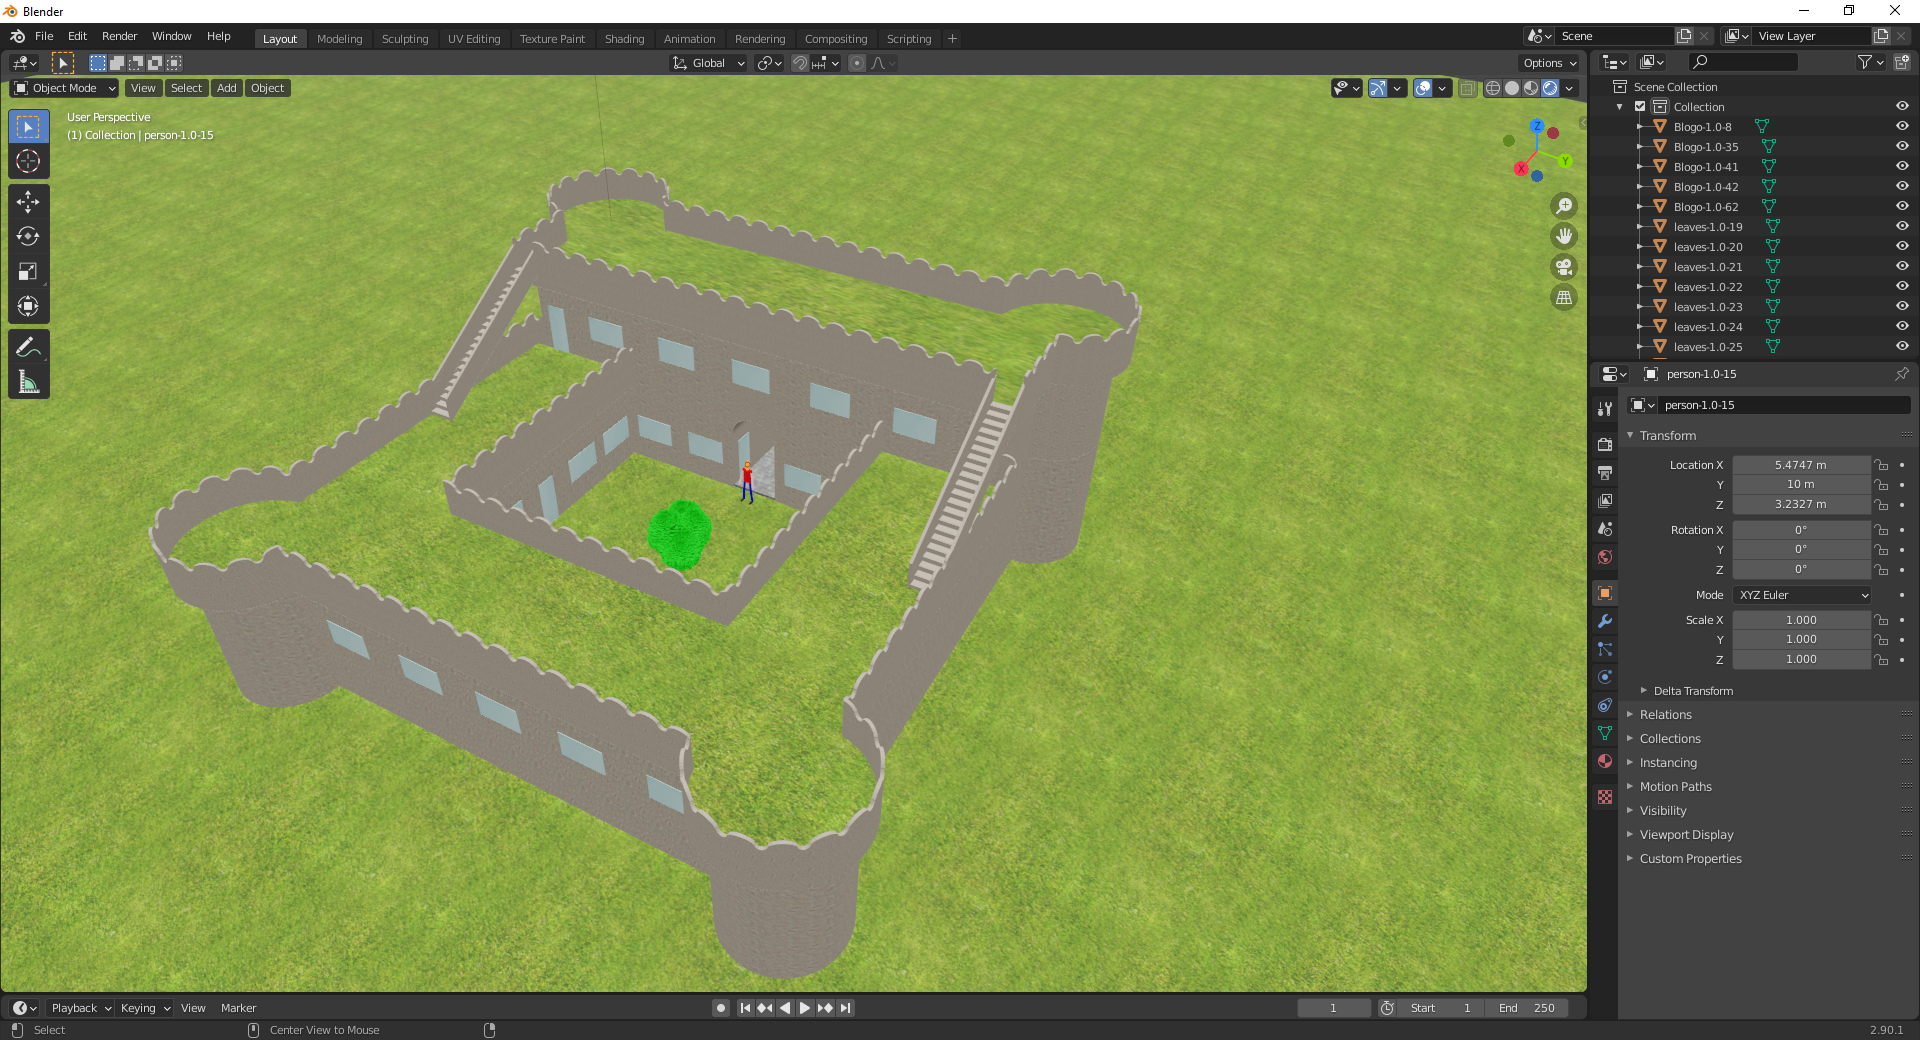 Blender
File Edit Render Window Help Layout Modeling Sculpting UV Editing Texture Paint Shading Animation Rendering Compositing Scripting + Scene View Layer
Global Options
Object Mode View Select Add Object
User Perspective
(1) Collection | person-1.0-15
Z
Y
X
Scene Collection
Collection
Blogo-1.0-8
Blogo-1.0-35
Blogo-1.0-41
Blogo-1.0-42
Blogo-1.0-62
leaves-1.0-19
leaves-1.0-20
leaves-1.0-21
leaves-1.0-22
leaves-1.0-23
leaves-1.0-24
leaves-1.0-25
person-1.0-15
person-1.0-15
Transform
Location X 5.4747 m
Y 10 m
Z 3.2327 m
Rotation X 0°
Y 0°
Z 0°
Mode XYZ Euler
Scale X 1.000
Y 1.000
Z 1.000
Delta Transform
Relations
Collections
Instancing
Motion Paths
Visibility
Viewport Display
Custom Properties
Playback Keying View Marker 1 Start 1 End 250
Select Center View to Mouse 2.90.1